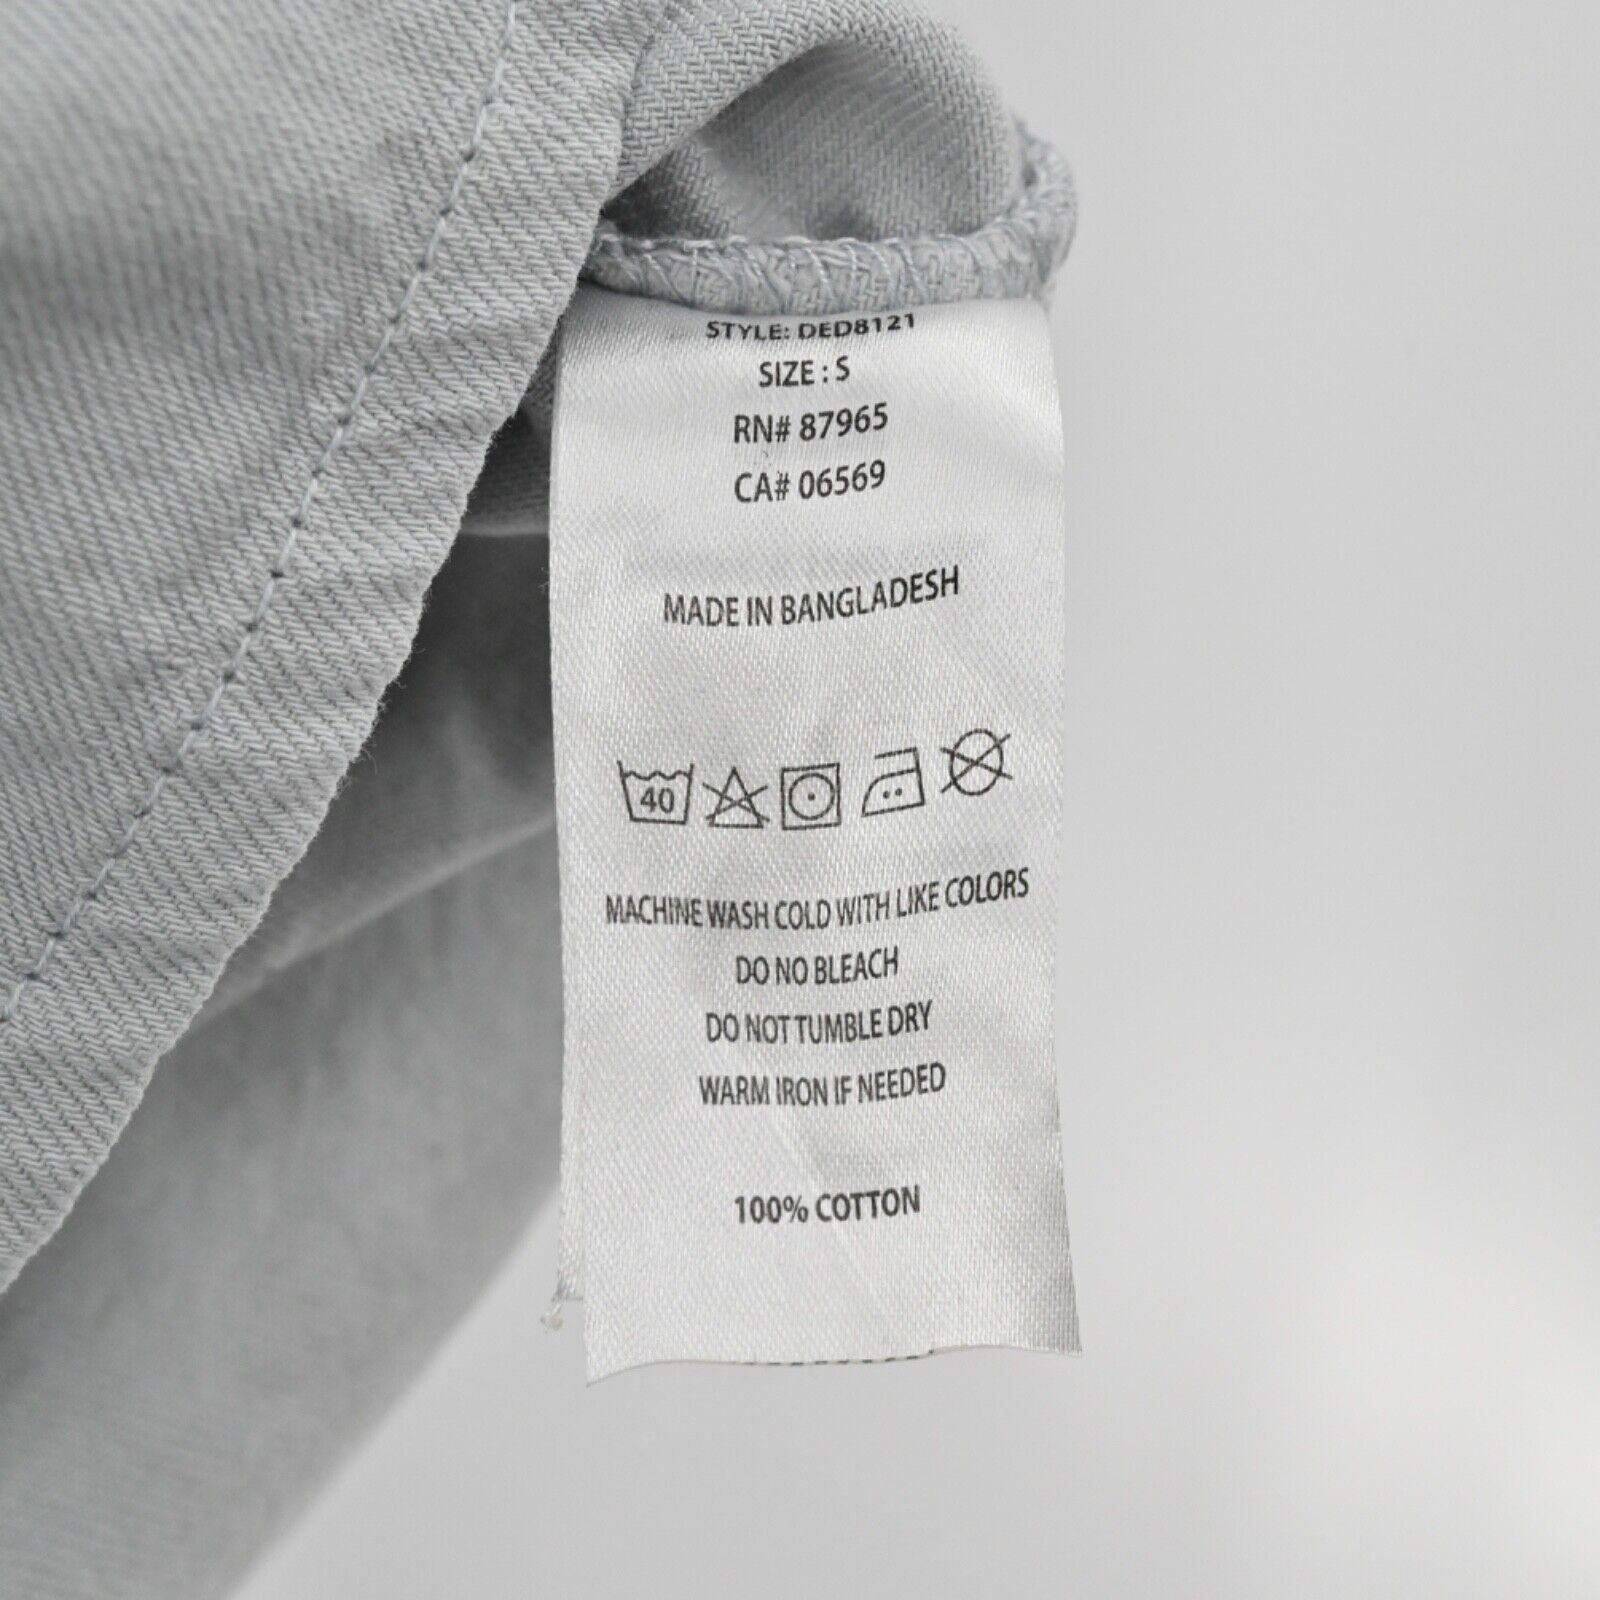 STYLE: DED8121
SIZE : S
RN# 87965
CA# 06569
MADE IN BANGLADESH
40
MACHINE WASH COLD WITH LIKE COLORS
DO NO BLEACH
DO NOT TUMBLE DRY
WARM IRON IF NEEDED
100% COTTON